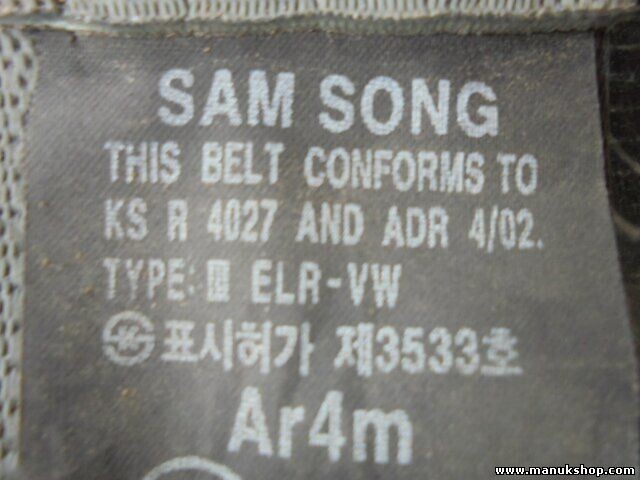 SAM SONG
THIS BELT CONFORMS TO
KS R 4027 AND ADR 4/02.
TYPE: Ⅲ ELR-VW
㉿표시허가 제3533호
Ar4m
www.manukshop.com